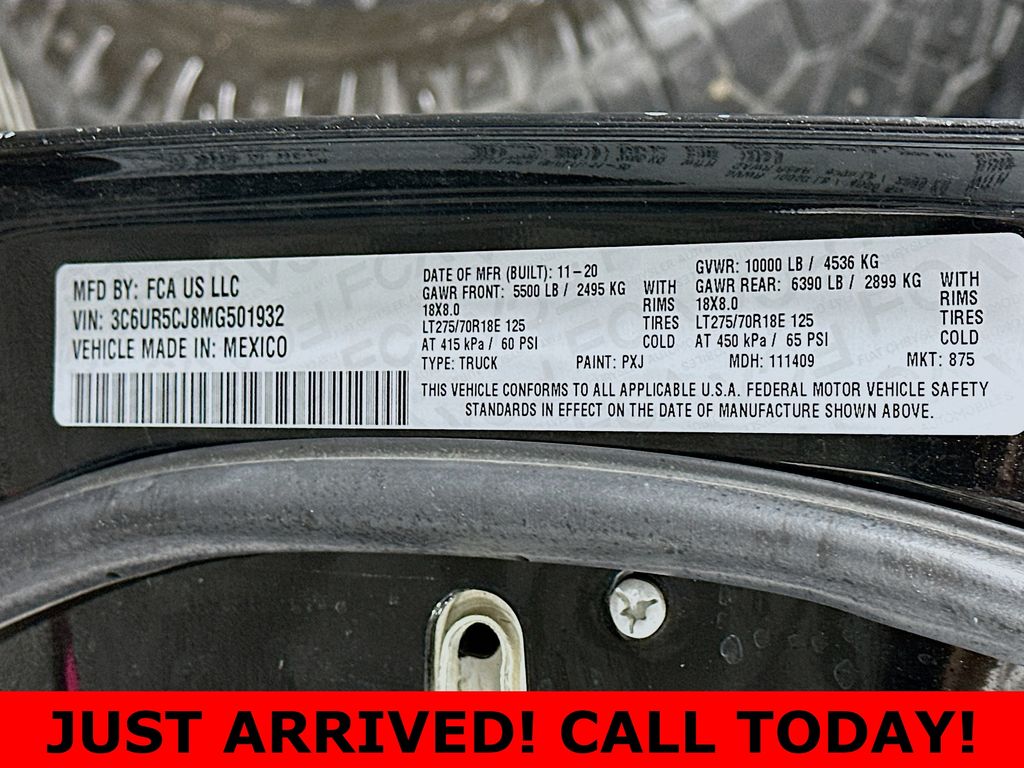 MFD BY: FCA US LLC
VIN: 3C6UR5CJ8MG501932
VEHICLE MADE IN: MEXICO
DATE OF MFR (BUILT): 11-20
GAWR FRONT: 5500 LB / 2495 KG WITH
18X8.0 RIMS
LT275/70R18E 125 TIRES
AT 415 kPa / 60 PSI COLD
GVWR: 10000 LB / 4536 KG
GAWR REAR: 6390 LB / 2899 KG WITH
18X8.0 RIMS
LT275/70R18E 125 TIRES
AT 450 kPa / 65 PSI COLD
TYPE: TRUCK PAINT: PXJ MDH: 111409 MKT: 875
THIS VEHICLE CONFORMS TO ALL APPLICABLE U.S.A. FEDERAL MOTOR VEHICLE SAFETY
STANDARDS IN EFFECT ON THE DATE OF MANUFACTURE SHOWN ABOVE.
JUST ARRIVED! CALL TODAY!